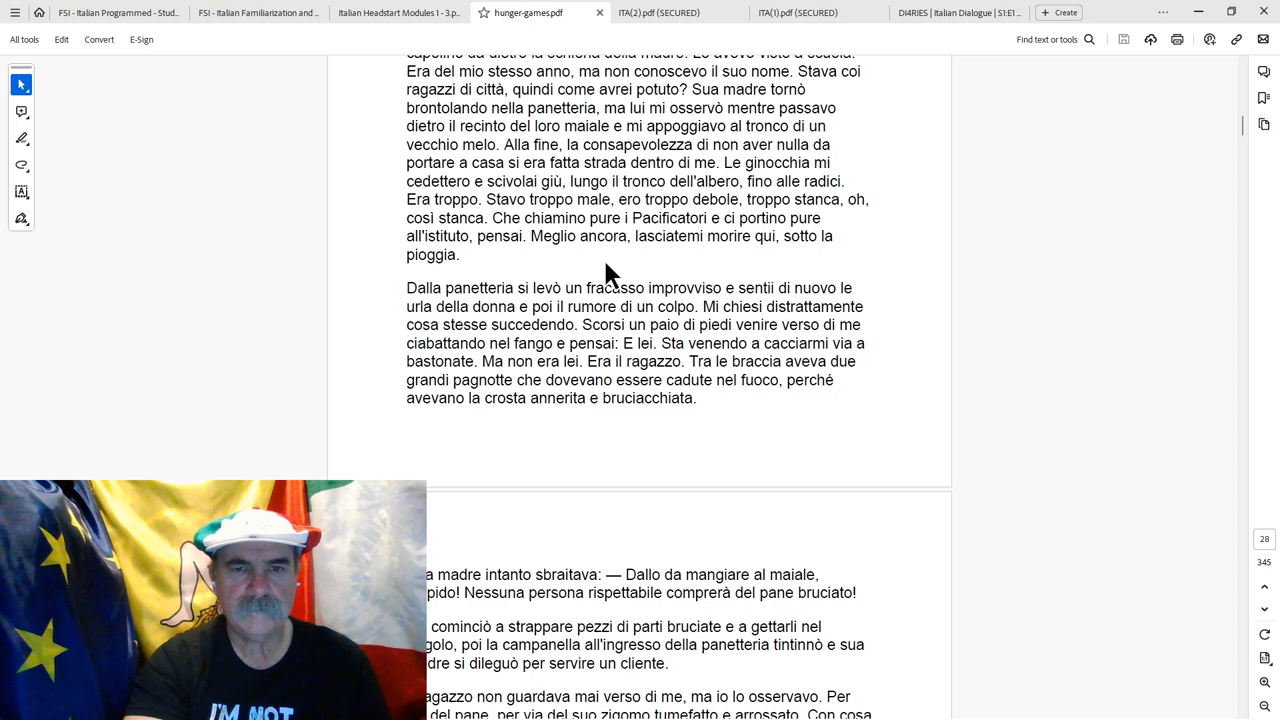 FSI - Italian Programmed - Stud...
FSI - Italian Familiarization and ...
Italian Headstart Modules 1 - 3.p...
hunger-games.pdf
ITA(2).pdf (SECURED)
ITA(1).pdf (SECURED)
DI4RIES | Italian Dialogue | S1:E1 ...
+ Create
All tools
Edit
Convert
E-Sign
Find text or tools
Era del mio stesso anno, ma non conoscevo il suo nome. Stava coi
ragazzi di città, quindi come avrei potuto? Sua madre tornò
brontolando nella panetteria, ma lui mi osservò mentre passavo
dietro il recinto del loro maiale e mi appoggiavo al tronco di un
vecchio melo. Alla fine, la consapevolezza di non aver nulla da
portare a casa si era fatta strada dentro di me. Le ginocchia mi
cedettero e scivolai giù, lungo il tronco dell'albero, fino alle radici.
Era troppo. Stavo troppo male, ero troppo debole, troppo stanca, oh,
così stanca. Che chiamino pure i Pacificatori e ci portino pure
all'istituto, pensai. Meglio ancora, lasciatemi morire qui, sotto la
pioggia.
Dalla panetteria si levò un fracasso improvviso e sentii di nuovo le
urla della donna e poi il rumore di un colpo. Mi chiesi distrattamente
cosa stesse succedendo. Scorsi un paio di piedi venire verso di me
ciabattando nel fango e pensai: E lei. Sta venendo a cacciarmi via a
bastonate. Ma non era lei. Era il ragazzo. Tra le braccia aveva due
grandi pagnotte che dovevano essere cadute nel fuoco, perché
avevano la crosta annerita e bruciacchiata.
a madre intanto sbraitava: — Dallo da mangiare al maiale,
pido! Nessuna persona rispettabile comprerà del pane bruciato!
cominciò a strappare pezzi di parti bruciate e a gettarli nel
golo, poi la campanella all'ingresso della panetteria tintinnò e sua
dre si dileguò per servire un cliente.
agazzo non guardava mai verso di me, ma io lo osservavo. Per
del pane, per via del suo zigomo tumefatto e arrossato. Con cosa
28
345
I'M NOT